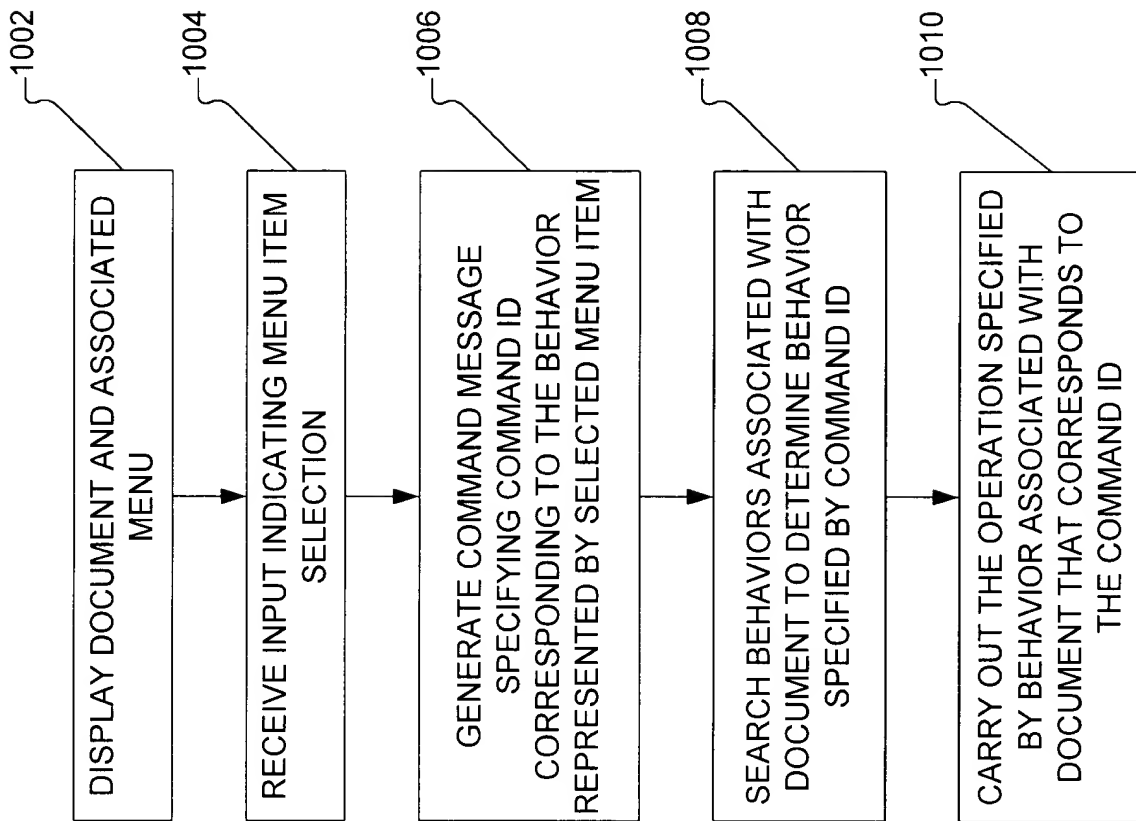 DISPLAY DOCUMENT AND ASSOCIATED
MENU
1002
RECEIVE INPUT INDICATING MENU ITEM
SELECTION
1004
GENERATE COMMAND MESSAGE
SPECIFYING COMMAND ID
CORRESPONDING TO THE BEHAVIOR
REPRESENTED BY SELECTED MENU ITEM
1006
SEARCH BEHAVIORS ASSOCIATED WITH
DOCUMENT TO DETERMINE BEHAVIOR
SPECIFIED BY COMMAND ID
1008
CARRY OUT THE OPERATION SPECIFIED
BY BEHAVIOR ASSOCIATED WITH
DOCUMENT THAT CORRESPONDS TO
THE COMMAND ID
1010